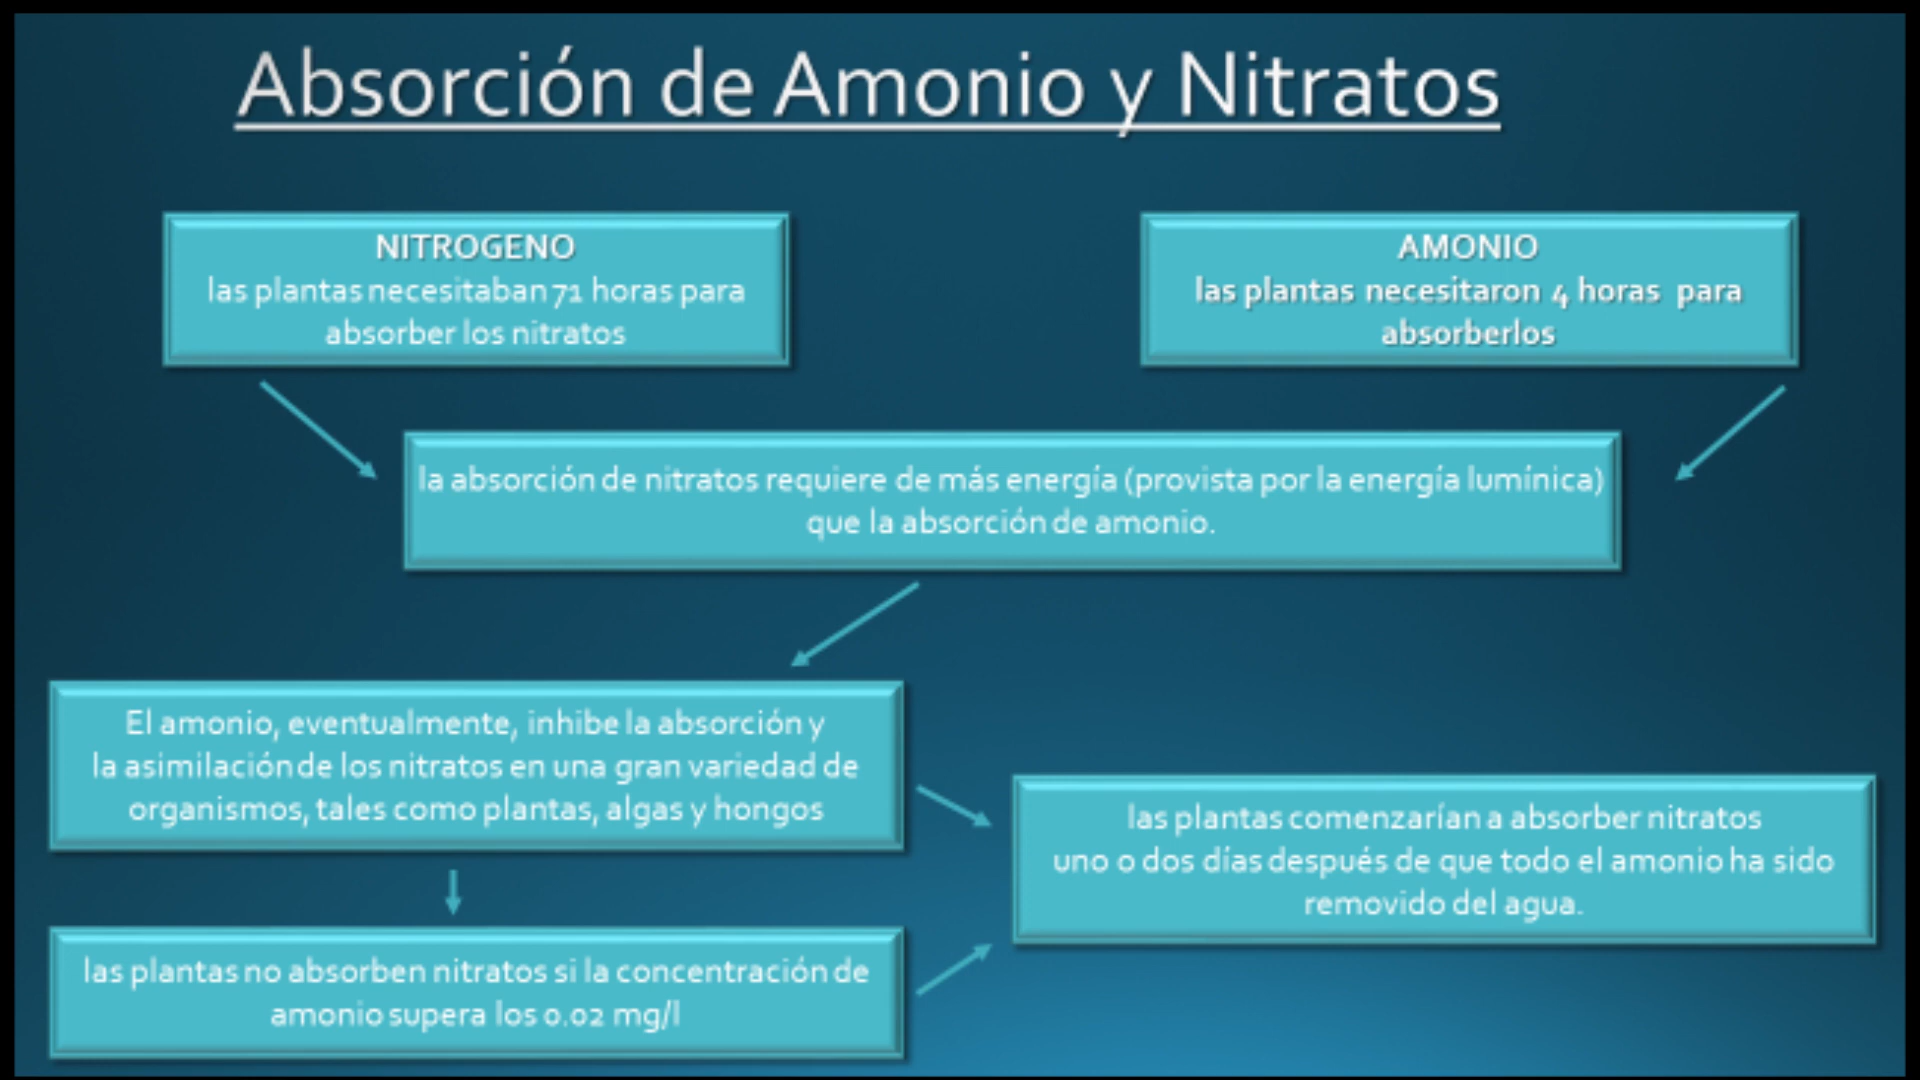 Absorción de Amonio y Nitratos
NITROGENO
las plantas necesitaban 71 horas para
absorber los nitratos
AMONIO
las plantas necesitaron 4 horas para
absorberlos
la absorción de nitratos requiere de más energía (provista por la energía lumínica)
que la absorción de amonio.
El amonio, eventualmente, inhibe la absorción y
la asimilación de los nitratos en una gran variedad de
organismos, tales como plantas, algas y hongos
las plantas comenzarían a absorber nitratos
uno o dos días después de que todo el amonio ha sido
removido del agua.
las plantas no absorben nitratos si la concentración de
amonio supera los 0.02 mg/l